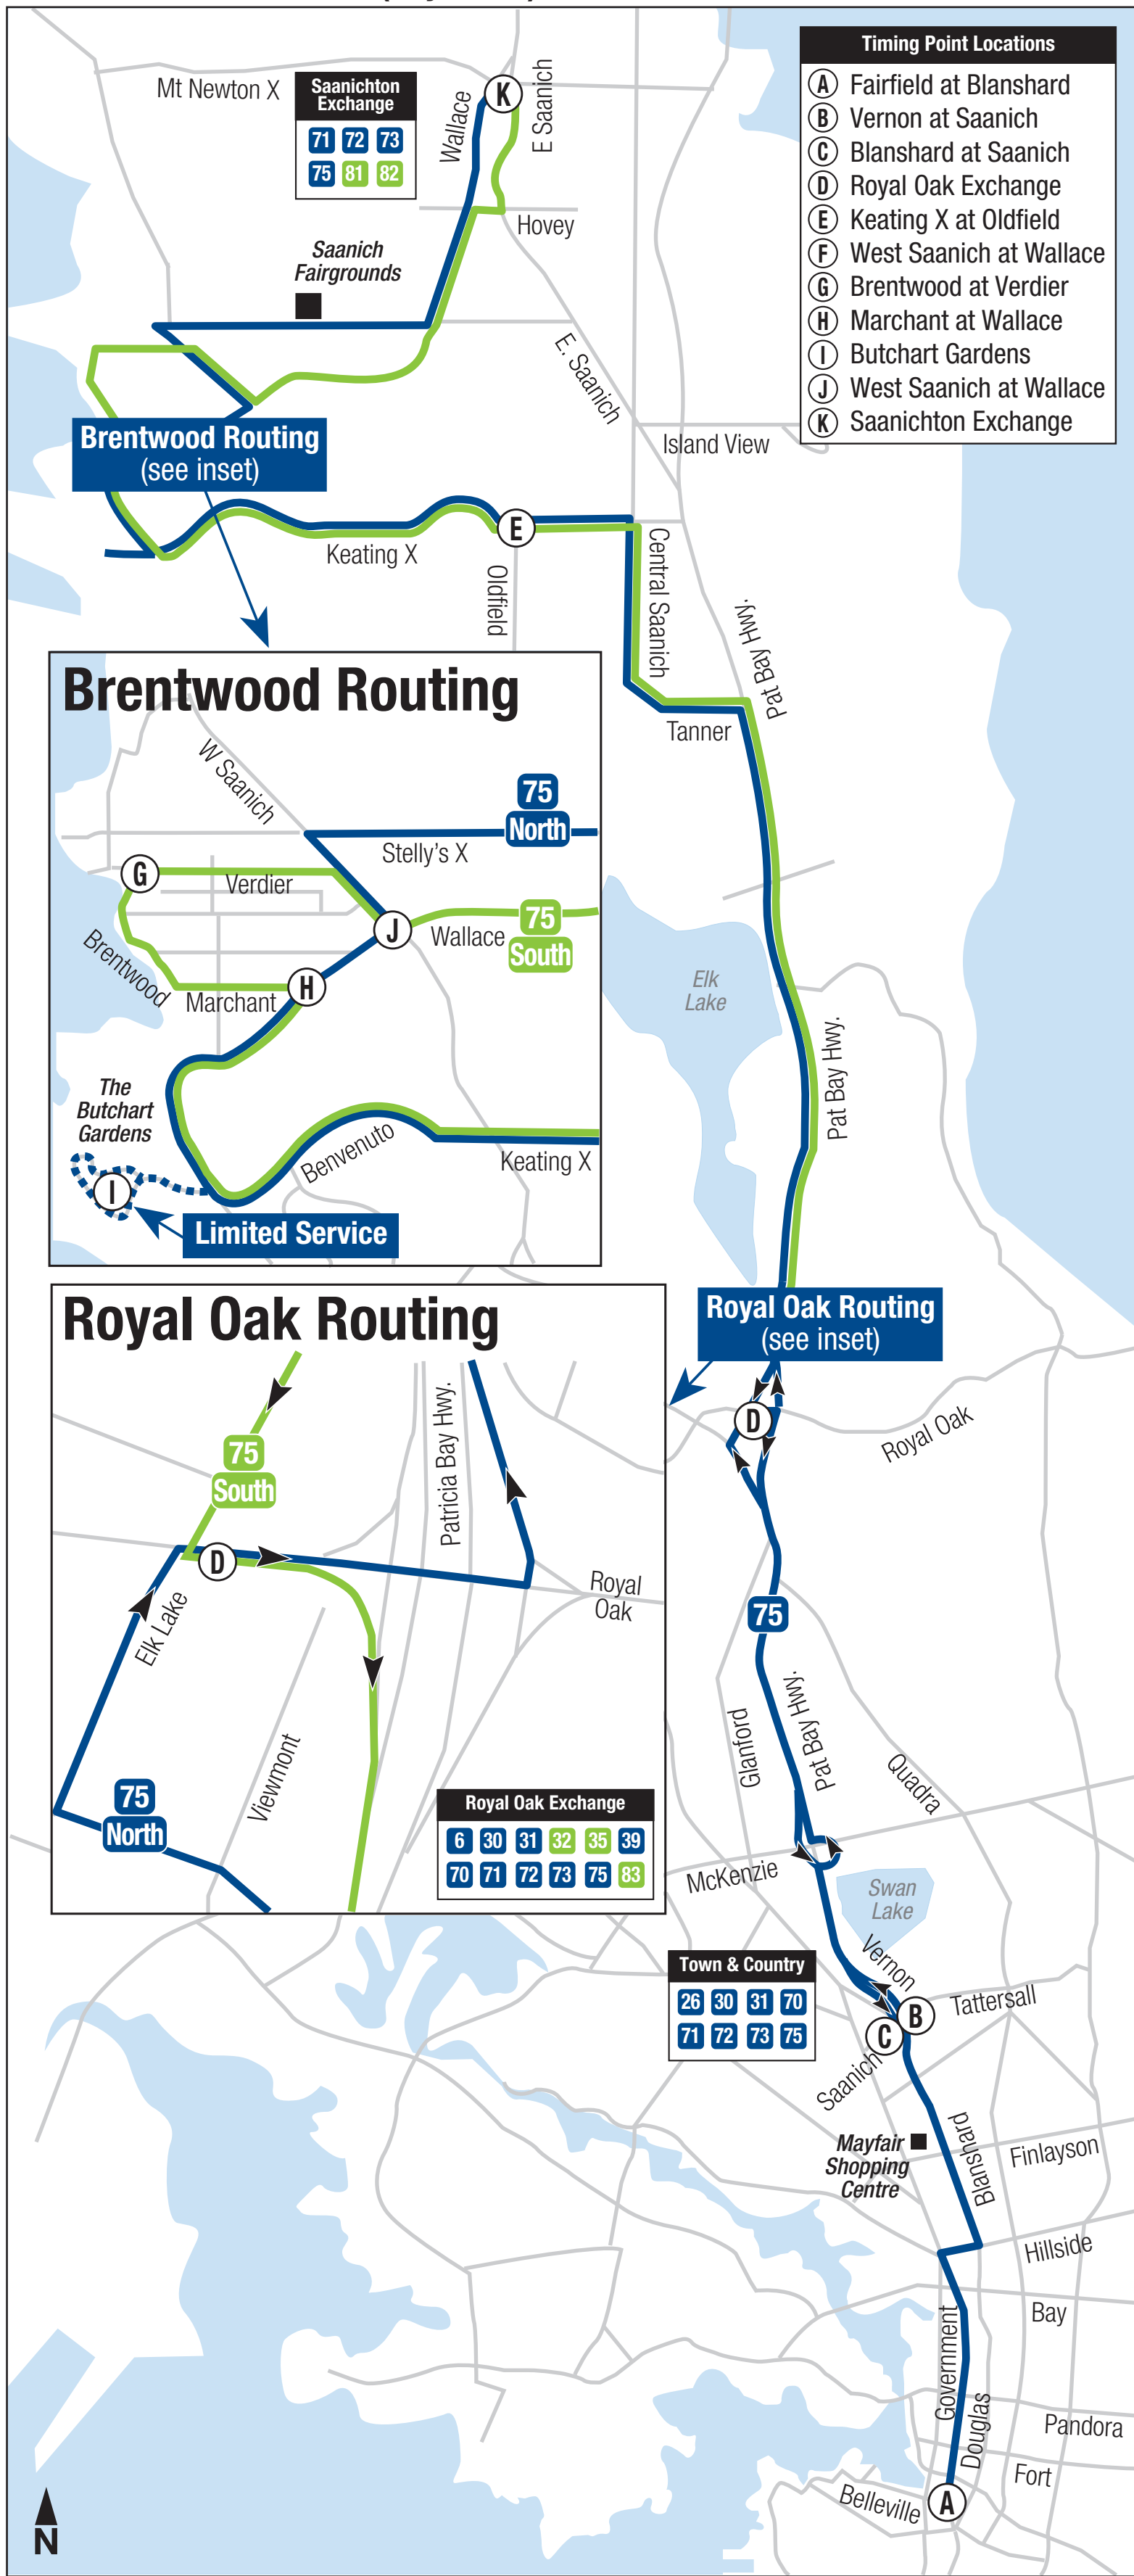 Timing Point Locations
A Fairfield at Blanshard
B Vernon at Saanich
C Blanshard at Saanich
D Royal Oak Exchange
E Keating X at Oldfield
F West Saanich at Wallace
G Brentwood at Verdier
H Marchant at Wallace
I Butchart Gardens
J West Saanich at Wallace
K Saanichton Exchange
Mt Newton X
Saanichton
Exchange
71 72 73
75 81 82
Wallace
K
E Saanich
Hovey
Saanich
Fairgrounds
E. Saanich
Island View
Brentwood Routing
(see inset)
E
Keating X
Oldfield
Central Saanich
Pat Bay Hwy.
Tanner
Brentwood Routing
W Saanich
75
North
Stelly's X
G
Verdier
J
Wallace
75
South
Brentwood
Marchant
H
The
Butchart
Gardens
I
Benvenuto
Keating X
Limited Service
Elk
Lake
Pat Bay Hwy.
Royal Oak Routing
(see inset)
D
Royal Oak
Royal Oak Routing
Patricia Bay Hwy.
75
South
D
Elk Lake
Royal
Oak
Viewmont
75
North
Royal Oak Exchange
6 30 31 32 35 39
70 71 72 73 75 83
75
Glanford
Pat Bay Hwy.
Quadra
McKenzie
Swan
Lake
Vernon
Town & Country
26 30 31 70
71 72 73 75
B
Tattersall
C
Saanich
Mayfair
Shopping
Centre
Blanshard
Finlayson
Hillside
Bay
Government
Douglas
Pandora
Fort
Belleville
A
N